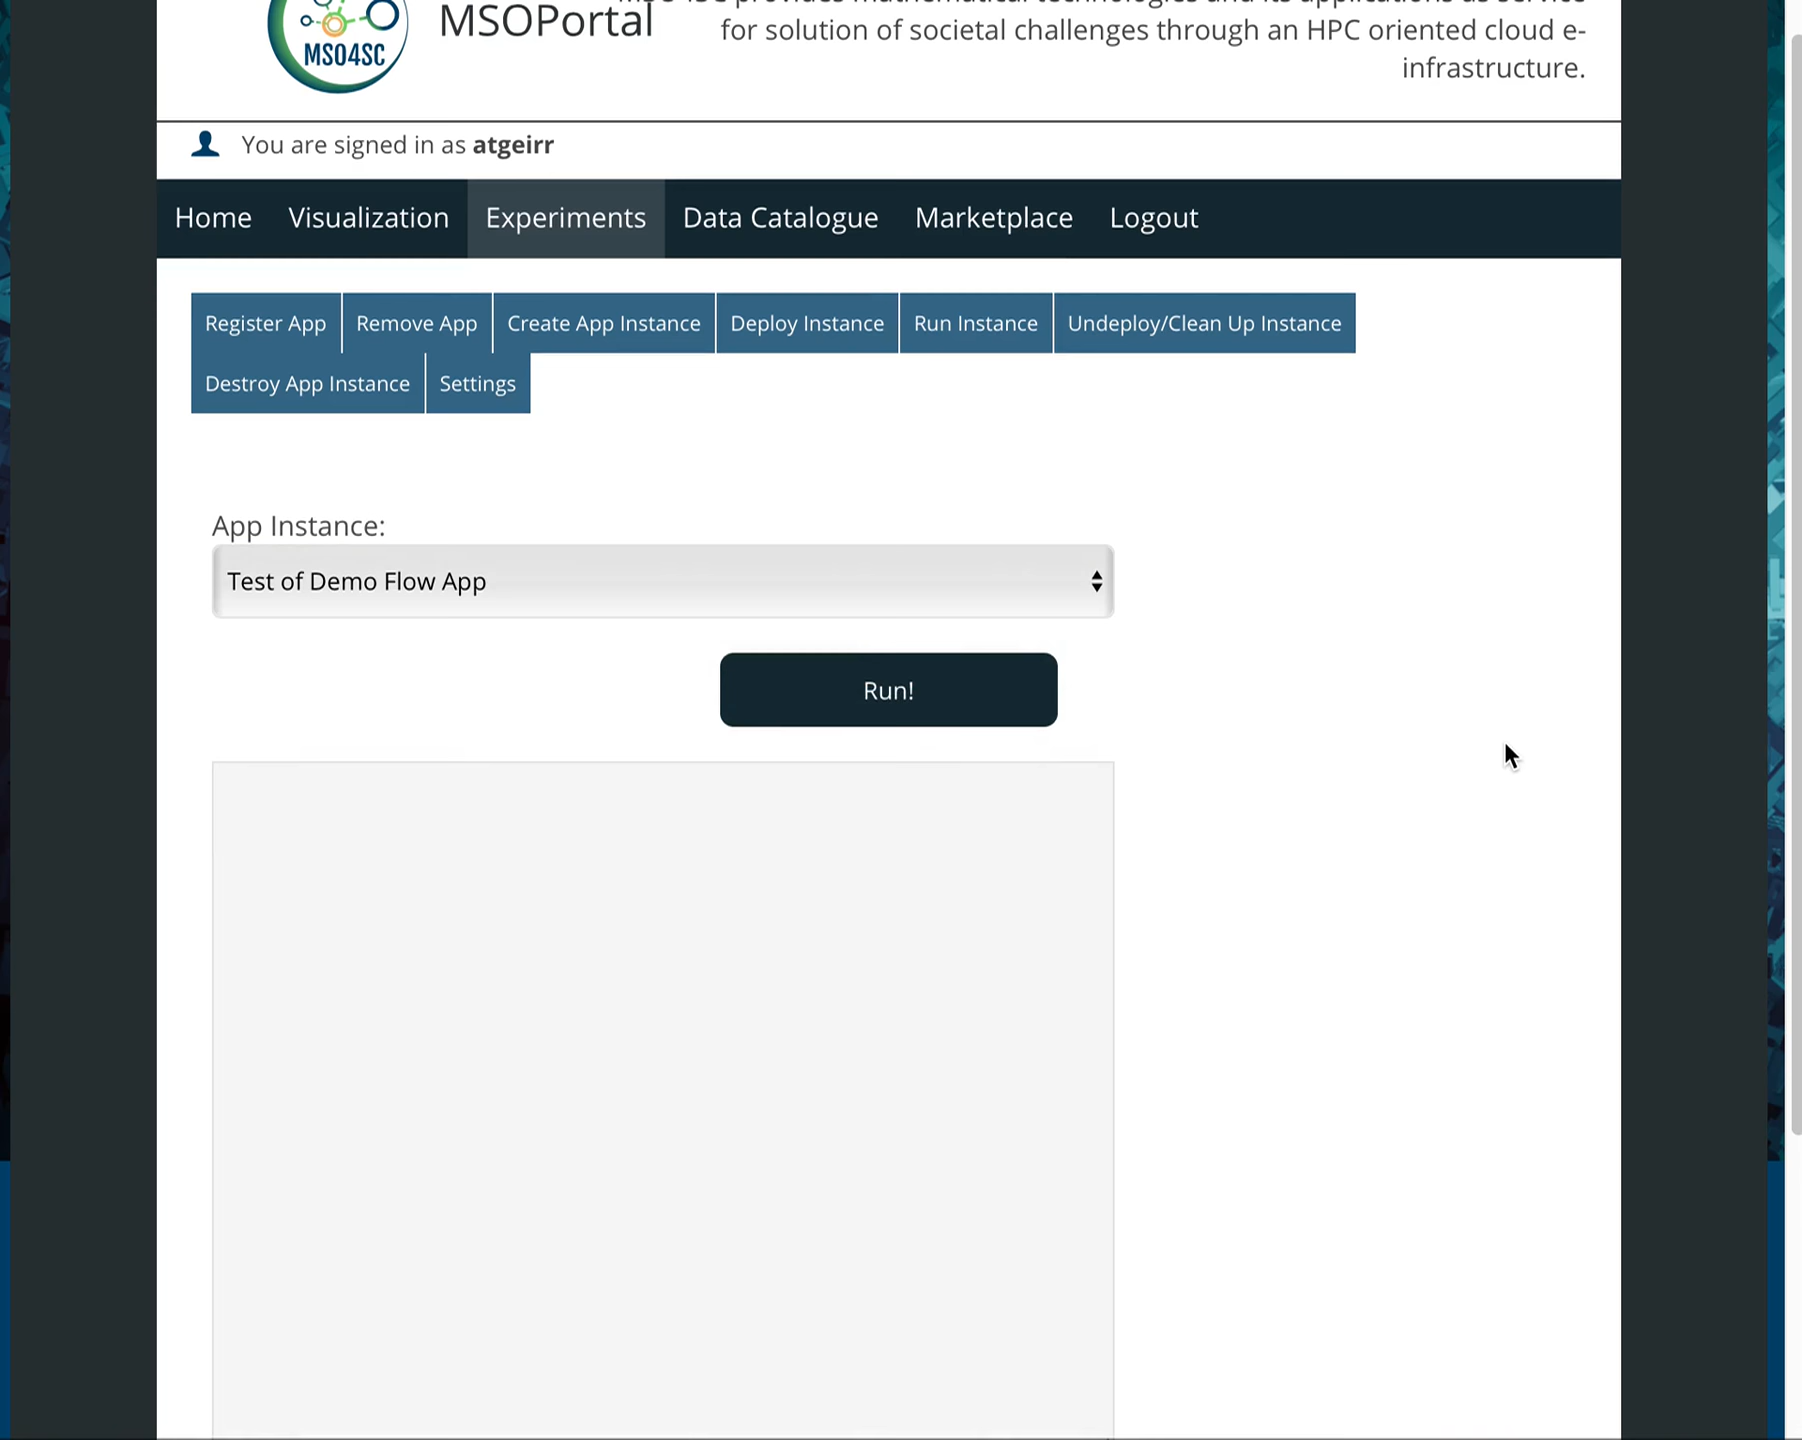 MSO4SC
MSOPortal
MSO4SC provides mathematical technologies and its applications as service
for solution of societal challenges through an HPC oriented cloud e-
infrastructure.
You are signed in as atgeirr
Home Visualization Experiments Data Catalogue Marketplace Logout
Register App Remove App Create App Instance Deploy Instance Run Instance Undeploy/Clean Up Instance
Destroy App Instance Settings
App Instance:
Test of Demo Flow App
Run!